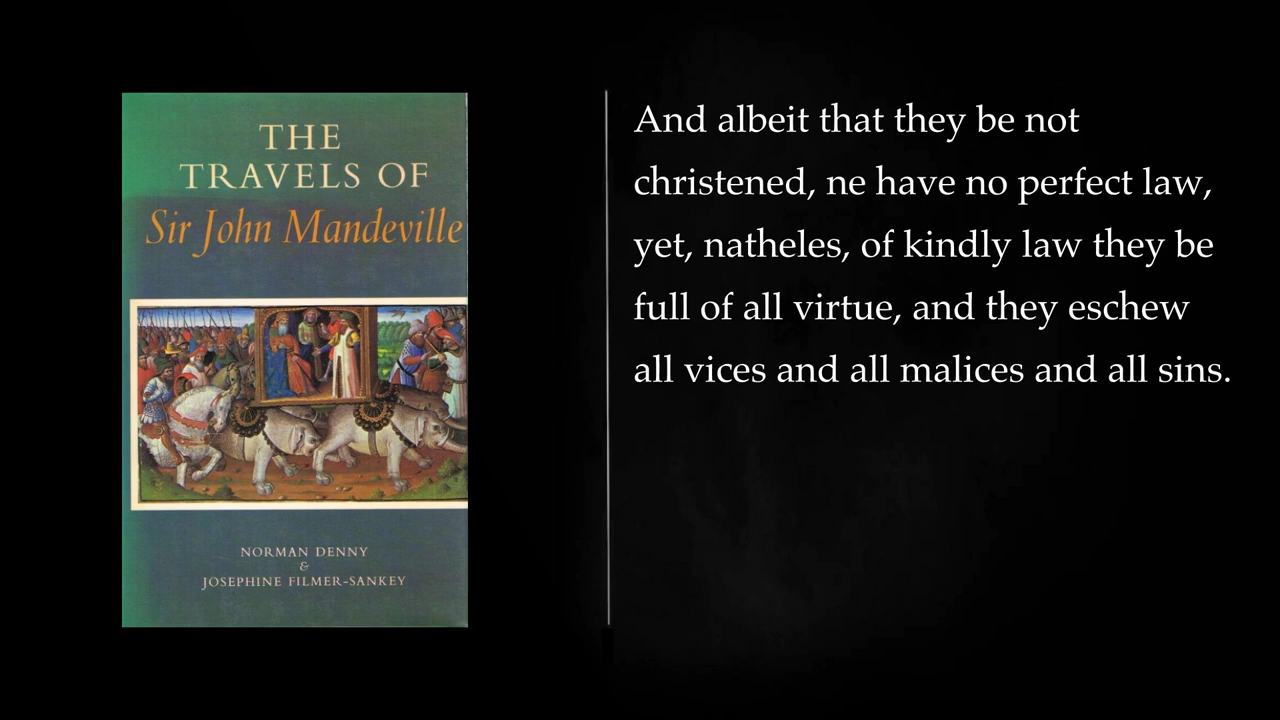 THE
TRAVELS OF
Sir John Mandeville
NORMAN DENNY
&
JOSEPHINE FILMER-SANKEY
And albeit that they be not
christened, ne have no perfect law,
yet, natheles, of kindly law they be
full of all virtue, and they eschew
all vices and all malices and all sins.